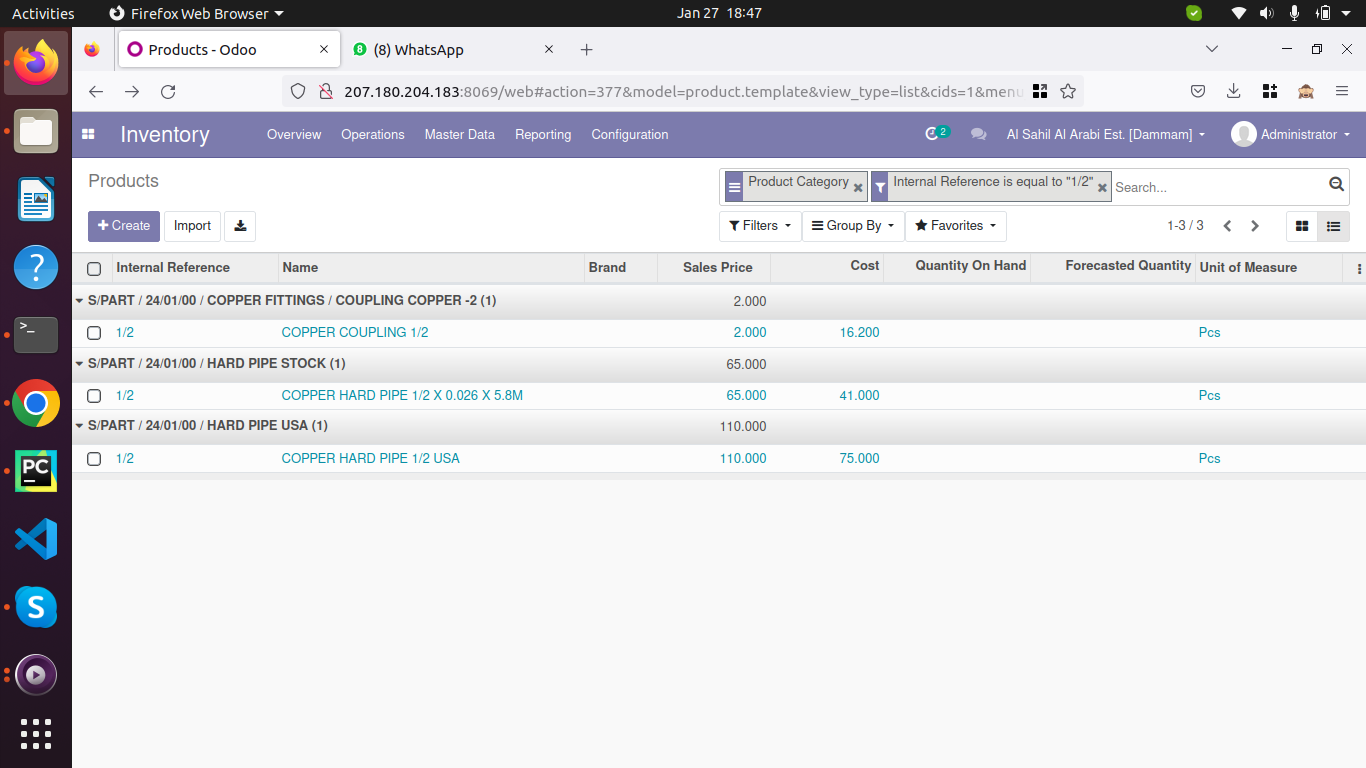 Activities Firefox Web Browser Jan 27 18:47
Products - Odoo (8) WhatsApp
207.180.204.183:8069/web#action=377&model=product.template&view_type=list&cids=1&menu
Inventory Overview Operations Master Data Reporting Configuration 2 Al Sahil Al Arabi Est. [Dammam] Administrator
Products Product Category Internal Reference is equal to "1/2" Search...
+ Create Import Filters Group By Favorites 1-3 / 3
Internal Reference Name Brand Sales Price Cost Quantity On Hand Forecasted Quantity Unit of Measure
S/PART / 24/01/00 / COPPER FITTINGS / COUPLING COPPER -2 (1) 2.000
1/2 COPPER COUPLING 1/2 2.000 16.200 Pcs
S/PART / 24/01/00 / HARD PIPE STOCK (1) 65.000
1/2 COPPER HARD PIPE 1/2 X 0.026 X 5.8M 65.000 41.000 Pcs
S/PART / 24/01/00 / HARD PIPE USA (1) 110.000
1/2 COPPER HARD PIPE 1/2 USA 110.000 75.000 Pcs